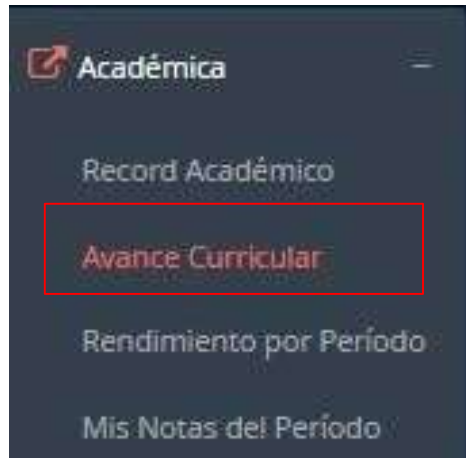 Académica
Record Académico
Avance Curricular
Rendimiento por Período
Mis Notas del Período